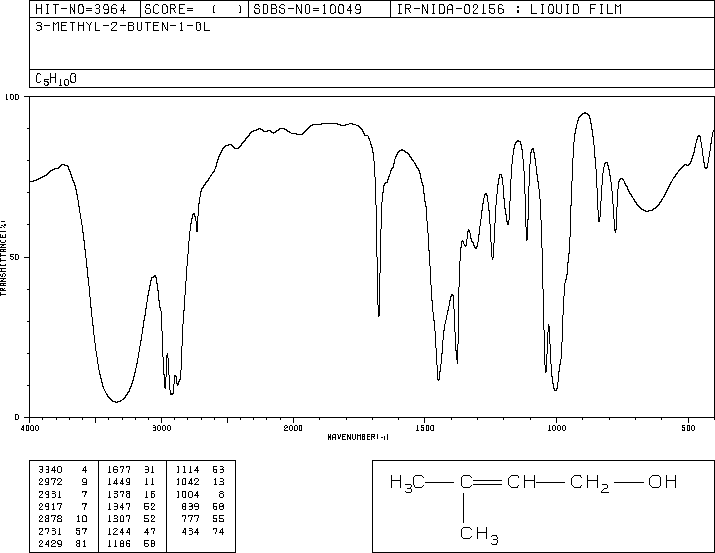 HIT-NO=3964 SCORE= ( ) SDBS-NO=10049 IR-NIDA-02156 : LIQUID FILM
3-METHYL-2-BUTEN-1-OL
C5H10O
100
50
0
TRANSMITTANCE(%)
4000 3000 2000 1500 1000 500
WAVENUMBER(-1)
3340 4 1677 31 1114 53
2972 9 1449 11 1042 13
2931 7 1378 16 1004 8
2917 7 1347 52 839 58
2878 10 1307 52 777 55
2731 57 1244 47 434 74
2429 81 1186 58
H3C C CH CH2 OH
CH3